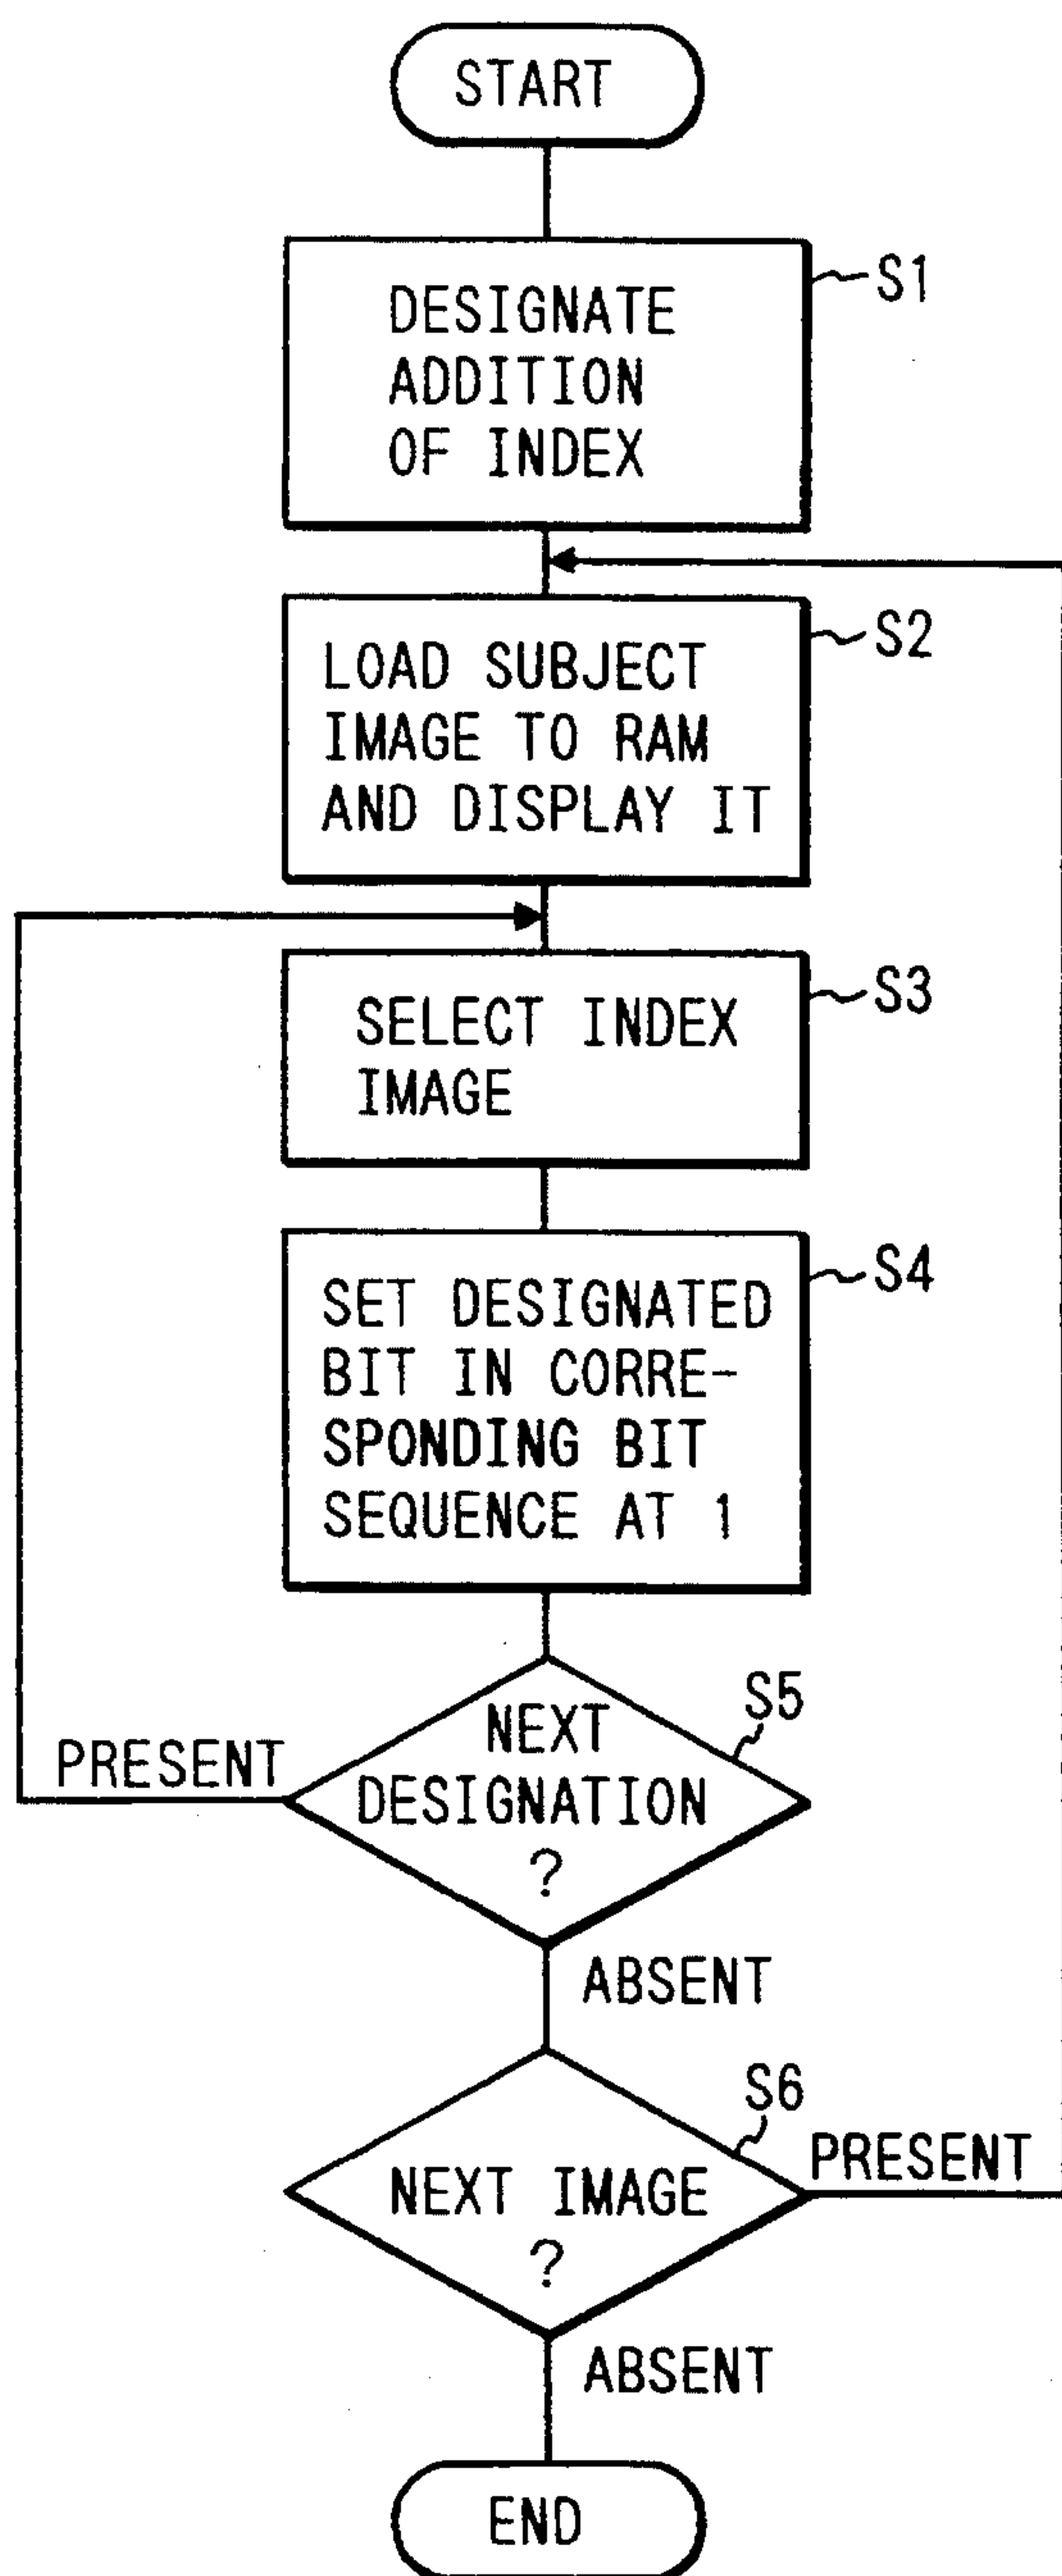 START
S1
DESIGNATE
ADDITION
OF INDEX
S2
LOAD SUBJECT
IMAGE TO RAM
AND DISPLAY IT
S3
SELECT INDEX
IMAGE
S4
SET DESIGNATED
BIT IN CORRE-
SPONDING BIT
SEQUENCE AT 1
S5
NEXT
DESIGNATION
?
PRESENT
ABSENT
S6
NEXT IMAGE
?
PRESENT
ABSENT
END